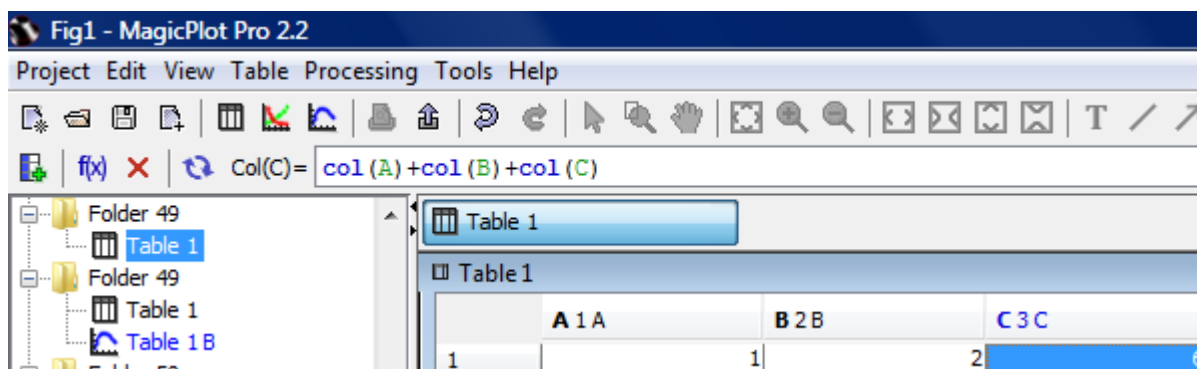 Fig1 - MagicPlot Pro 2.2
Project Edit View Table Processing Tools Help
T
f(x) Col(C)= col(A)+col(B)+col(C)
Folder 49
Table 1
Folder 49
Table 1
Table 1 B
Table 1
Table 1
A 1 A B 2 B C 3 C
1 1 2